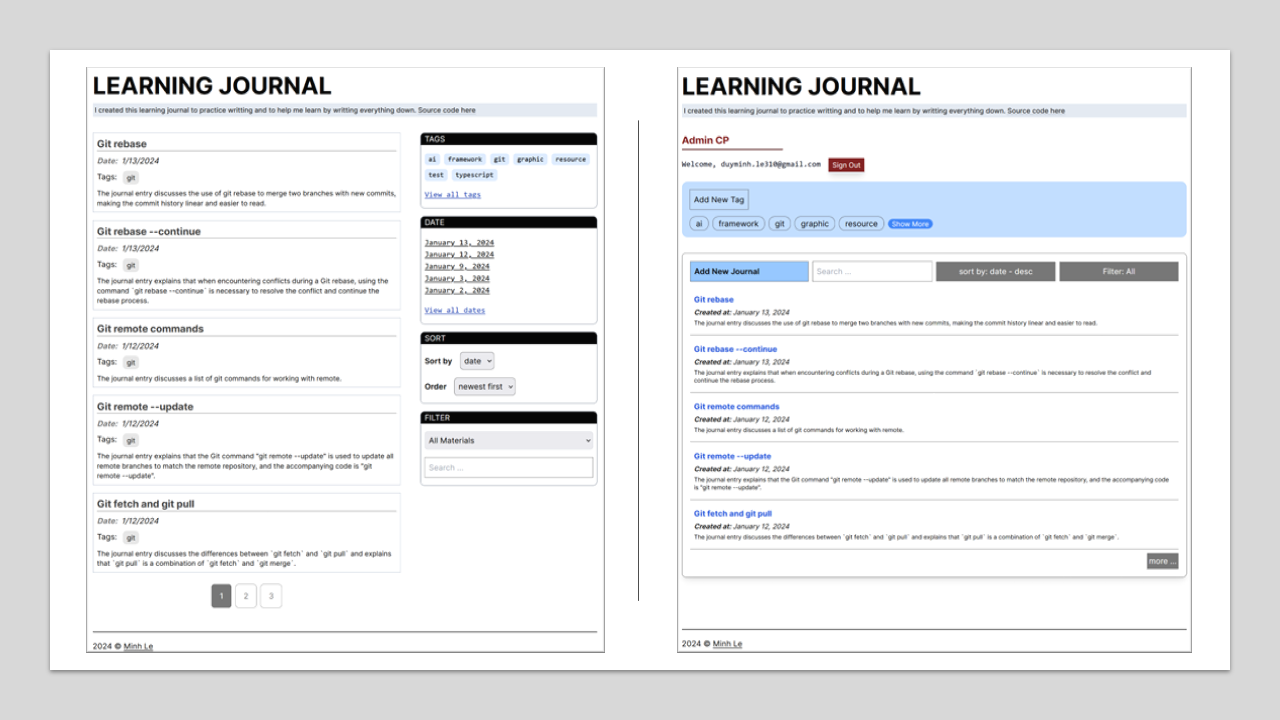 LEARNING JOURNAL
I created this learning journal to practice writting and to help me learn by writting everything down. Source code here
Git rebase
Date: 1/13/2024
Tags: git
The journal entry discusses the use of git rebase to merge two branches with new commits,
making the commit history linear and easier to read.
Git rebase --continue
Date: 1/13/2024
Tags: git
The journal entry explains that when encountering conflicts during a Git rebase, using the
command `git rebase --continue` is necessary to resolve the conflict and continue the
rebase process.
Git remote commands
Date: 1/12/2024
Tags: git
The journal entry discusses a list of git commands for working with remote.
Git remote --update
Date: 1/12/2024
Tags: git
The journal entry explains that the Git command "git remote --update" is used to update all
remote branches to match the remote repository, and the accompanying code is "git
remote --update".
Git fetch and git pull
Date: 1/12/2024
Tags: git
The journal entry discusses the differences between `git fetch` and `git pull` and explains
that `git pull` is a combination of `git fetch` and `git merge`.
1 2 3
TAGS
ai framework git graphic resource
test typescript
View all tags
DATE
January 13, 2024
January 12, 2024
January 9, 2024
January 3, 2024
January 2, 2024
View all dates
SORT
Sort by date
Order newest first
FILTER
All Materials
Search ...
2024 © Minh Le
LEARNING JOURNAL
I created this learning journal to practice writting and to help me learn by writting everything down. Source code here
Admin CP
Welcome, duyminh.le310@gmail.com Sign Out
Add New Tag
ai framework git graphic resource Show More
Add New Journal Search ... sort by: date - desc Filter: All
Git rebase
Created at: January 13, 2024
The journal entry discusses the use of git rebase to merge two branches with new commits, making the commit history linear and easier to read.
Git rebase --continue
Created at: January 13, 2024
The journal entry explains that when encountering conflicts during a Git rebase, using the command `git rebase --continue` is necessary to resolve the conflict and
continue the rebase process.
Git remote commands
Created at: January 12, 2024
The journal entry discusses a list of git commands for working with remote.
Git remote --update
Created at: January 12, 2024
The journal entry explains that the Git command "git remote --update" is used to update all remote branches to match the remote repository, and the accompanying code
is "git remote --update".
Git fetch and git pull
Created at: January 12, 2024
The journal entry discusses the differences between `git fetch` and `git pull` and explains that `git pull` is a combination of `git fetch` and `git merge`.
more ...
2024 © Minh Le